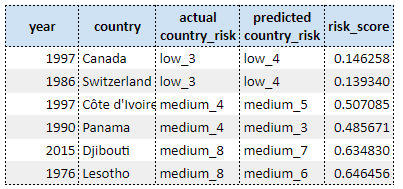 year country actual country_risk predicted country_risk risk_score
1997 Canada low_3 low_4 0.146258
1986 Switzerland low_3 low_4 0.139340
1997 Côte d'Ivoire medium_4 medium_5 0.507085
1990 Panama medium_4 medium_3 0.485671
2015 Djibouti medium_8 medium_7 0.634830
1976 Lesotho medium_8 medium_6 0.646456